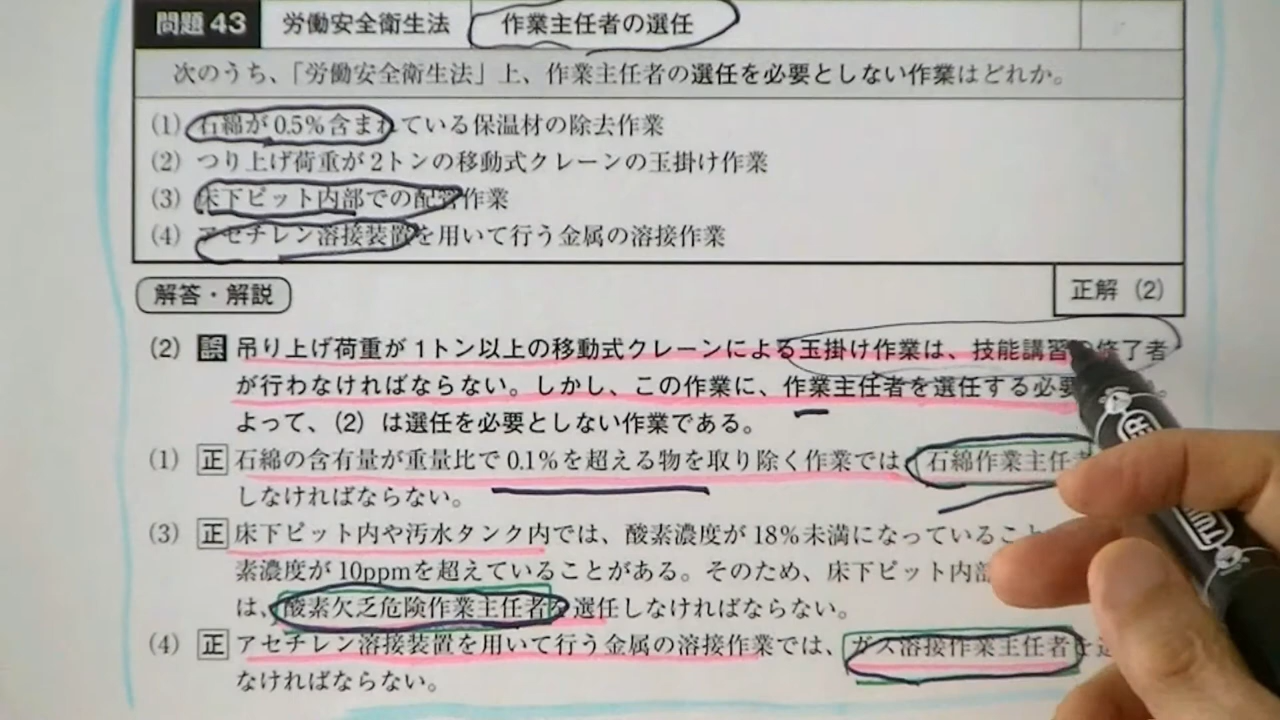 問題 43 労働安全衛生法 作業主任者の選任
次のうち、「労働安全衛生法」上、作業主任者の選任を必要としない作業はどれか。
(1) 石綿が0.5%含まれている保温材の除去作業
(2) つり上げ荷重が2トンの移動式クレーンの玉掛け作業
(3) 床下ピット内部での配管作業
(4) アセチレン溶接装置を用いて行う金属の溶接作業
解答・解説 正解 (2)
(2) 誤 吊り上げ荷重が1トン以上の移動式クレーンによる玉掛け作業は、技能講習の修了者
が行わなければならない。しかし、この作業に、作業主任者を選任する必要
よって、(2)は選任を必要としない作業である。
(1) 正 石綿の含有量が重量比で0.1%を超える物を取り除く作業では、石綿作業主任
しなければならない。
(3) 正 床下ピット内や汚水タンク内では、酸素濃度が18%未満になっていること
素濃度が10ppmを超えていることがある。そのため、床下ピット内部
は、酸素欠乏危険作業主任者を選任しなければならない。
(4) 正 アセチレン溶接装置を用いて行う金属の溶接作業では、ガス溶接作業主任者を
なければならない。